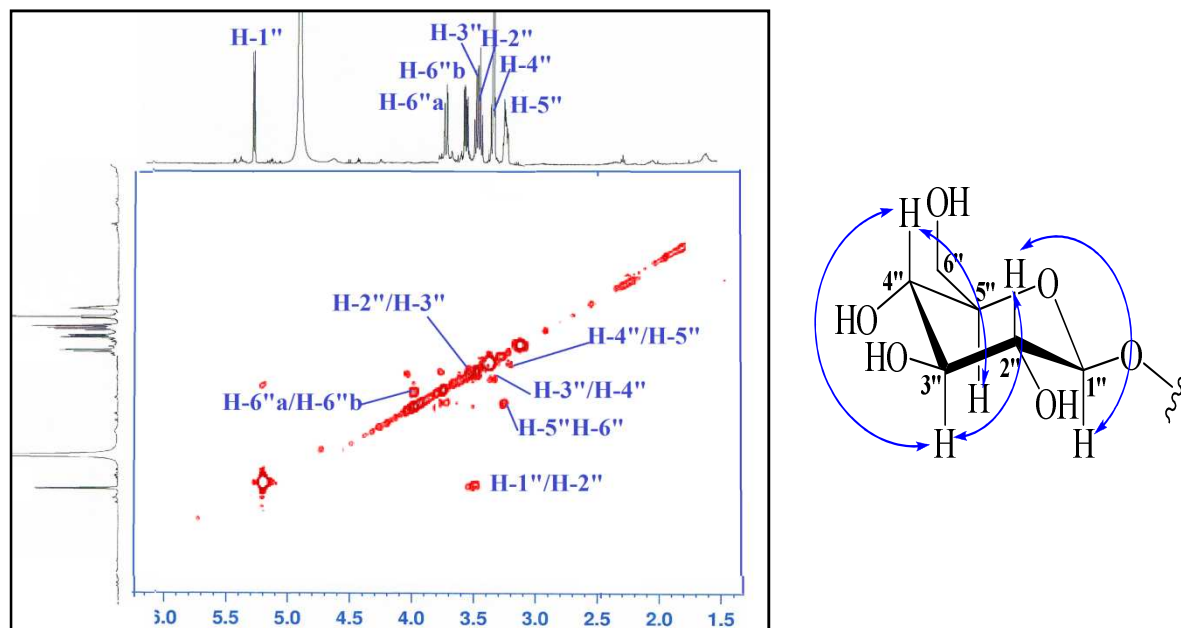 H-1"
H-3"
H-2"
H-6"b
H-4"
H-6"a
H-5"
H-2"/H-3"
H-4"/H-5"
H-3"/H-4"
H-6"a/H-6"b
H-5"H-6"
H-1"/H-2"
5.0 5.0 4.5 4.0 3.5 3.0 2.5 2.0 1.5
H OH
6"
H
4"
5"
O
HO
HO
O
3"
2"
1"
H
OH
H
H